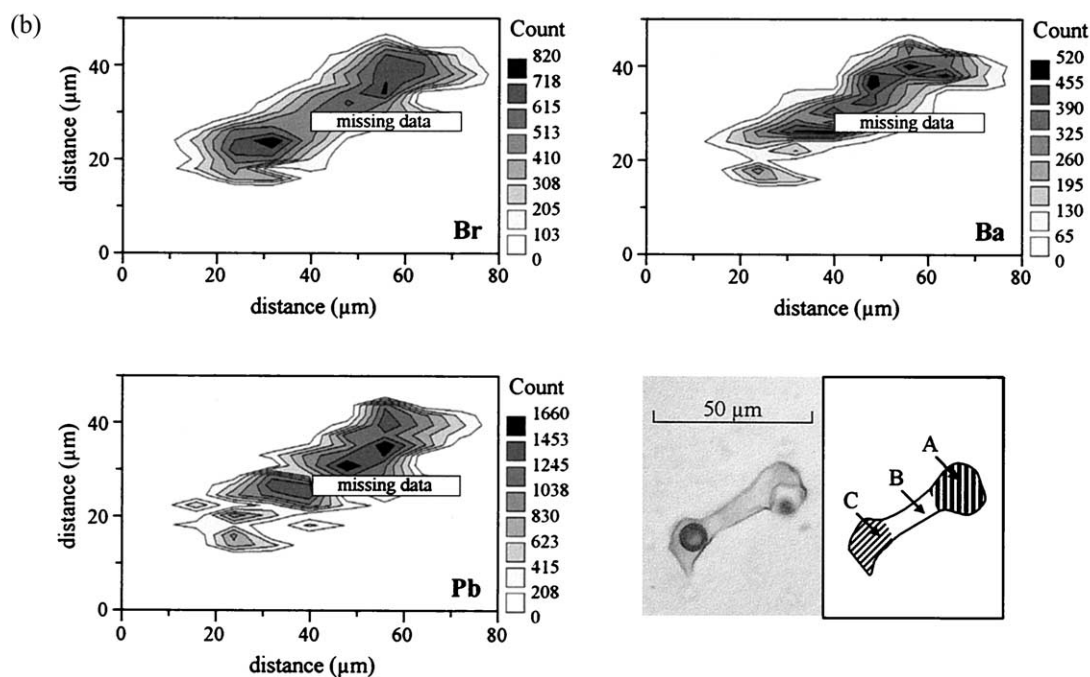 (b)
Count
820
718
615
513
410
308
205
103
0
40
20
0
distance (µm)
missing data
Br
0 20 40 60 80
distance (µm)
Count
520
455
390
325
260
195
130
65
0
40
20
0
distance (µm)
missing data
Ba
0 20 40 60 80
distance (µm)
Count
1660
1453
1245
1038
830
623
415
208
0
40
20
0
distance (µm)
missing data
Pb
0 20 40 60 80
distance (µm)
50 µm
A
B
C